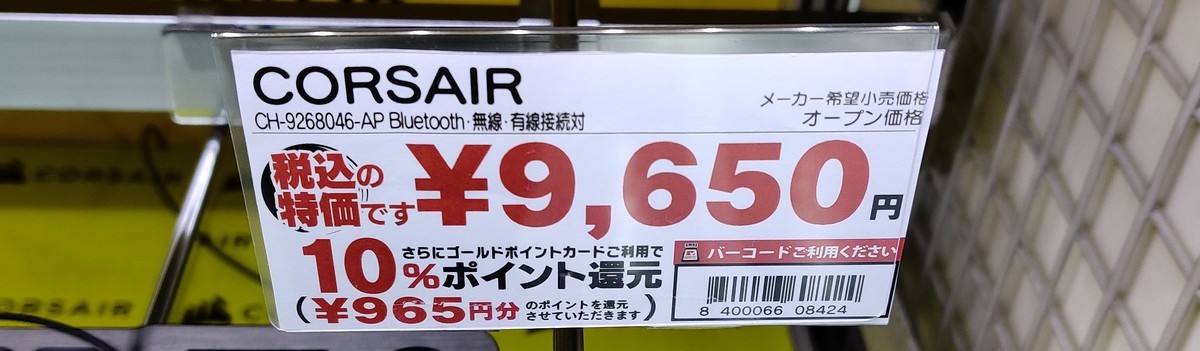 CORSAIR
CH-9268046-AP Bluetooth・無線・有線接続対
メーカー希望小売価格
オープン価格
税込の
特価です
¥9,650円
さらにゴールドポイントカードご利用で
10%ポイント還元
(¥965円分のポイントを還元
させていただきます)
バーコードご利用ください
8 400066 08424
CORSAIR
CORSAIR